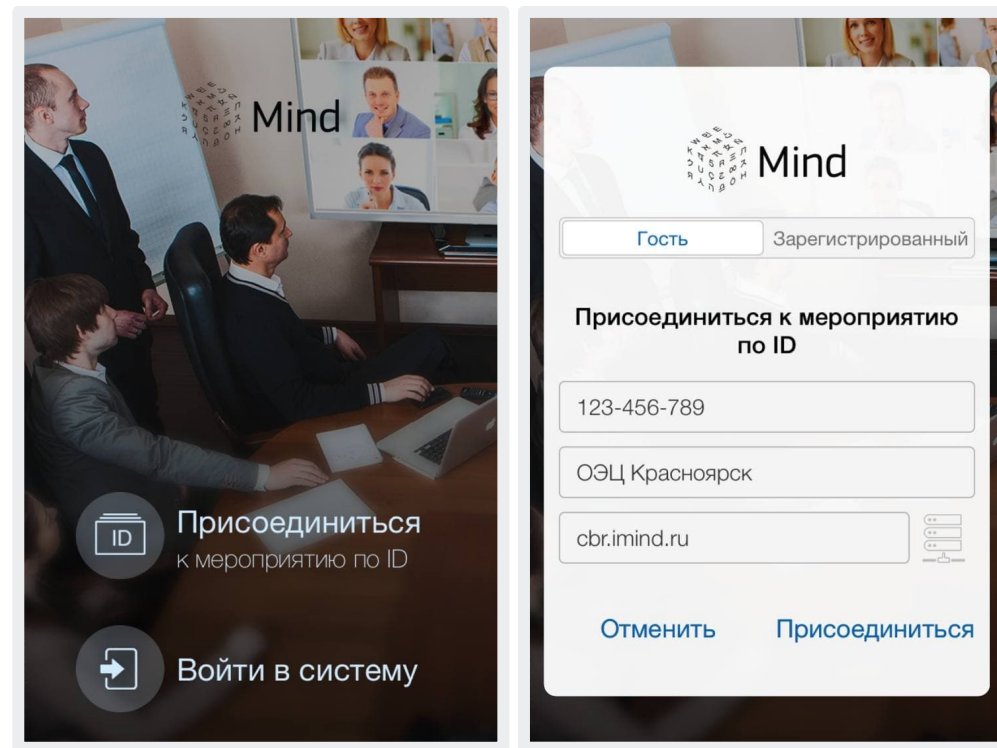 Mind
ID
Присоединиться
к мероприятию по ID
Войти в систему
Mind
Гость
Зарегистрированный
Присоединиться к мероприятию
по ID
123-456-789
ОЭЦ Красноярск
cbr.imind.ru
Отменить
Присоединиться